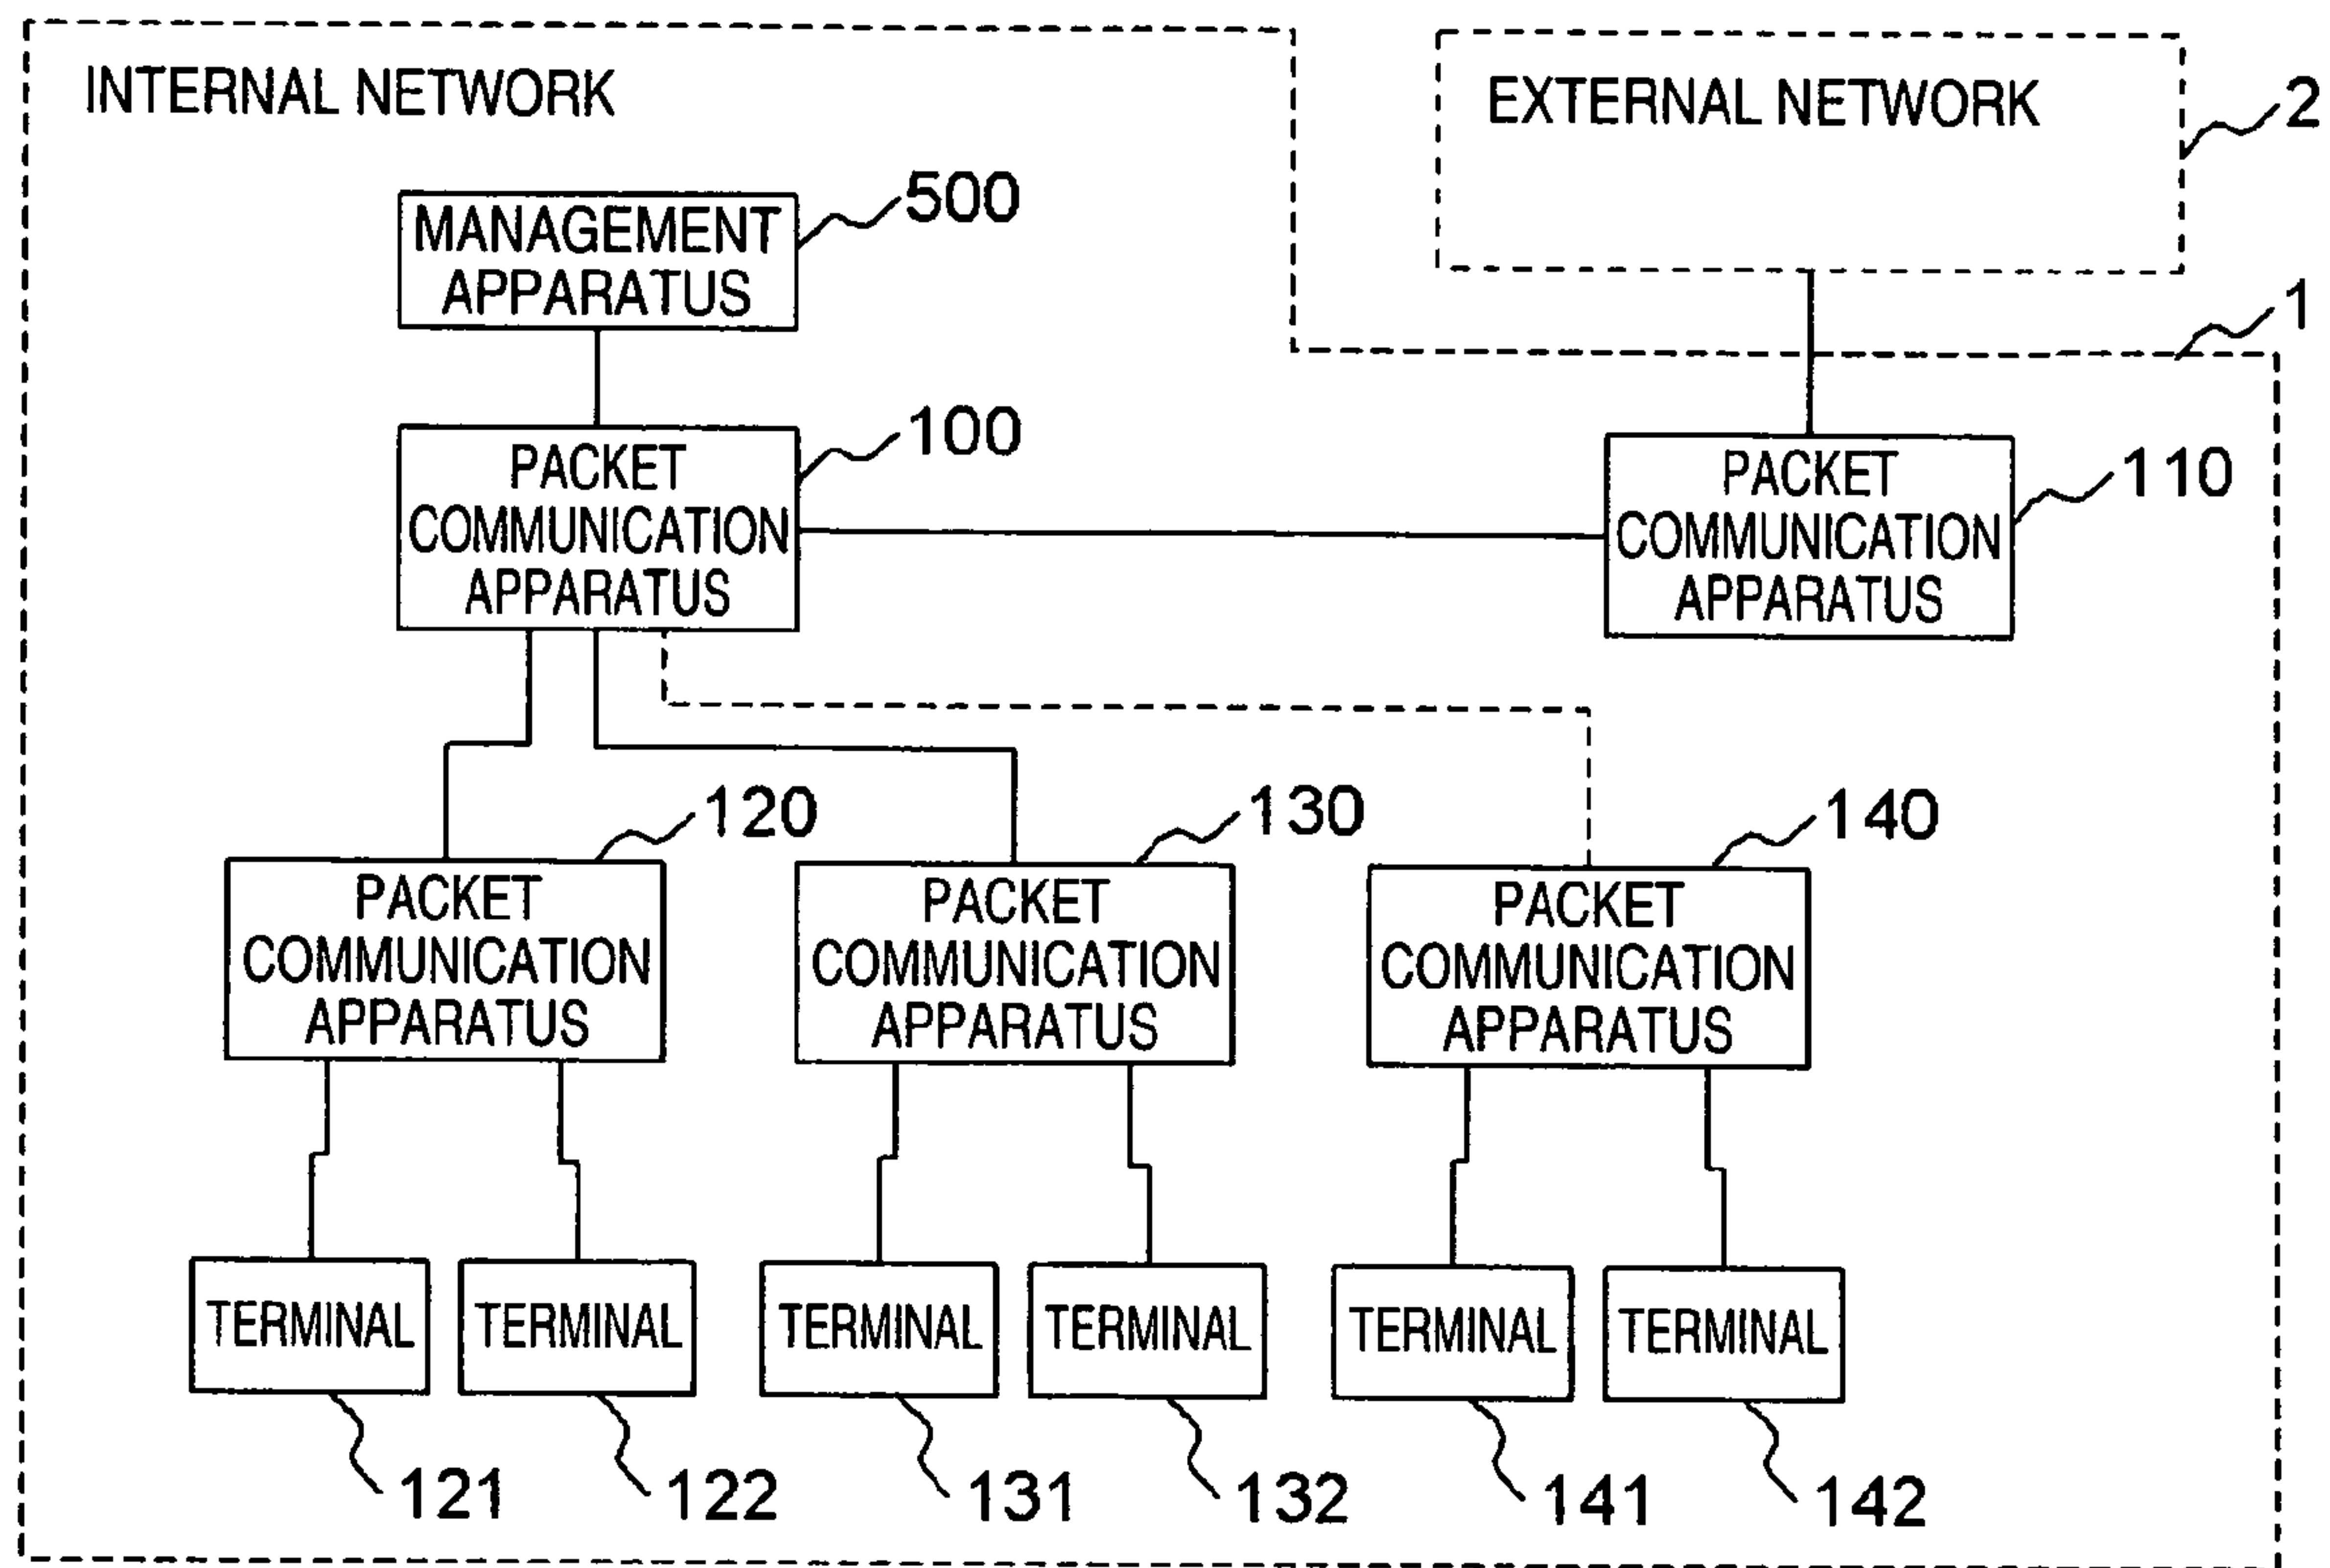 INTERNAL NETWORK
EXTERNAL NETWORK
2
MANAGEMENT
APPARATUS
500
1
PACKET
COMMUNICATION
APPARATUS
100
PACKET
COMMUNICATION
APPARATUS
110
120
130
140
PACKET
COMMUNICATION
APPARATUS
PACKET
COMMUNICATION
APPARATUS
PACKET
COMMUNICATION
APPARATUS
TERMINAL
TERMINAL
TERMINAL
TERMINAL
TERMINAL
TERMINAL
121
122
131
132
141
142